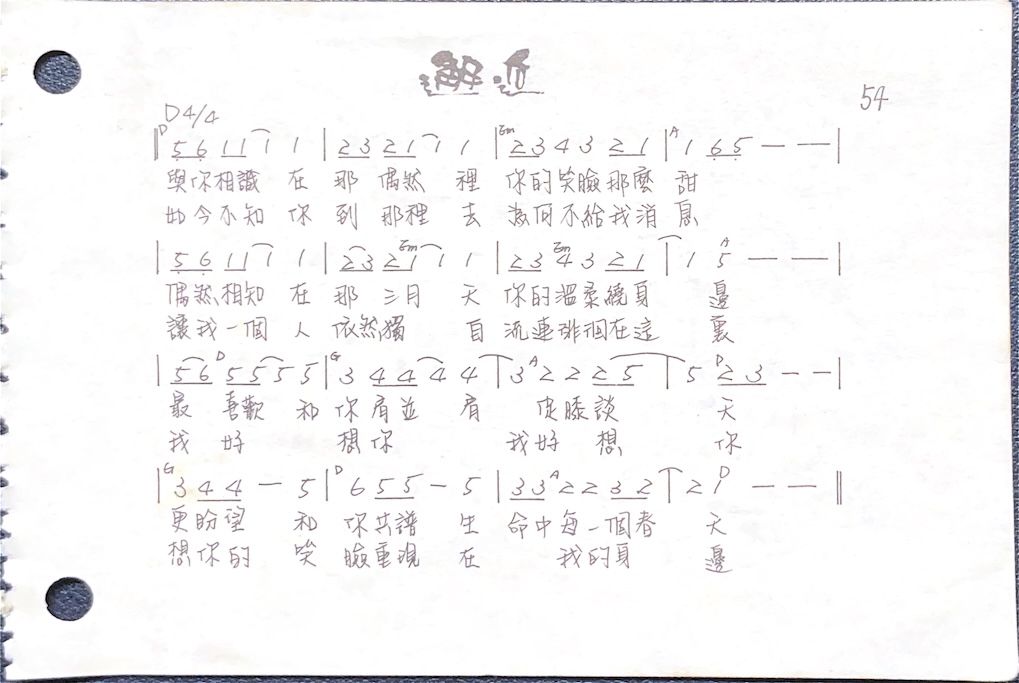 邂逅
54
D4/4
D Em A
5 6 1 1 1 1 | 2 3 2 1 1 1 | 2 3 4 3 2 1 | 1 6 5 — — |
與你相識 在 那 偶然 裡 你的笑臉那麼 甜
如今不知 你 到 那裡 去 為何不給我消 息
Em Em A
| 5 6 1 1 1 1 | 2 3 2 1 1 1 | 2 3 4 3 2 1 | 1 5 — — |
偶然相知 在 那 三月 天 你的溫柔繞身 邊
讓我一個 人 依然獨 自 流連徘徊在這 裏
D G A D
| 5 6 5 5 5 5 | 3 4 4 4 4 | 3 2 2 2 5 | 5 2 3 — — |
最 喜歡 和 你肩並 肩 促膝談 天
我 好 想 你 我好 想 你
G D A D
| 3 4 4 — 5 | 6 5 5 — 5 | 3 3 2 2 3 2 | 2 1 — — ‖
更盼望 和 你共譜 生 命中每一個春 天
想你的 笑 臉重現 在 我的身 邊